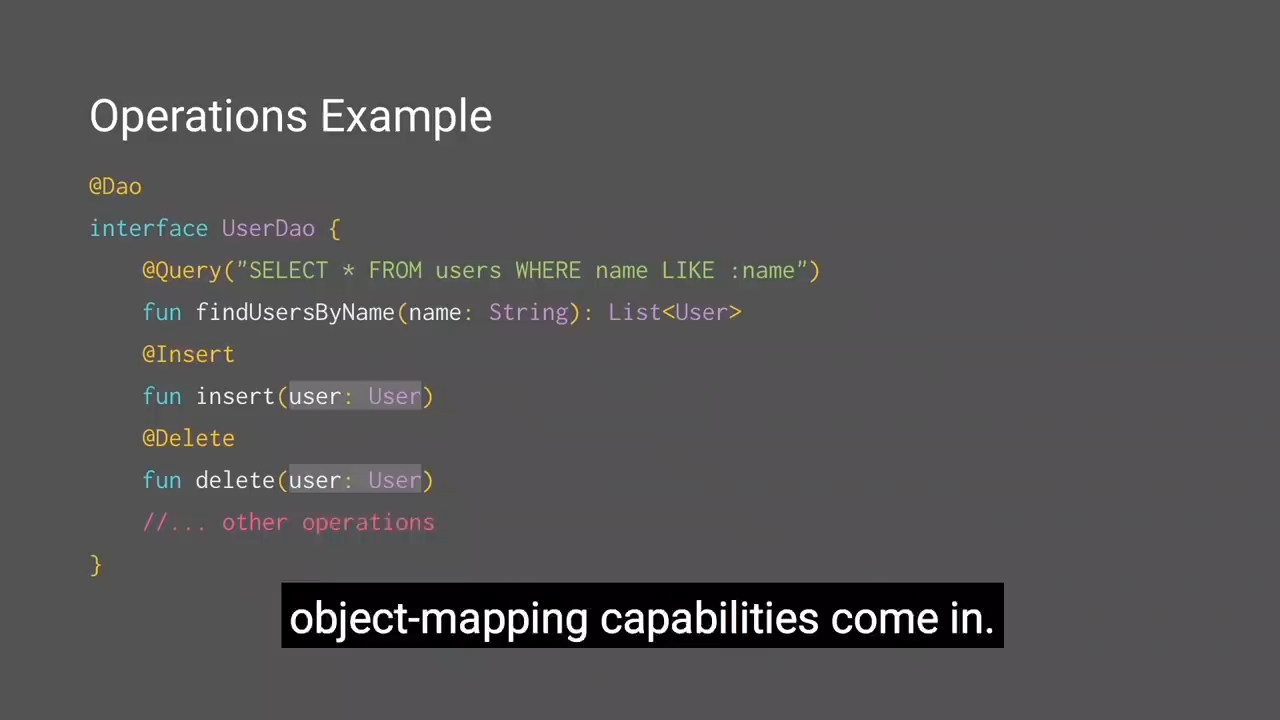 Operations Example
@Dao
interface UserDao {
@Query("SELECT * FROM users WHERE name LIKE :name")
fun findUsersByName(name: String): List<User>
@Insert
fun insert(user: User)
@Delete
fun delete(user: User)
//... other operations
}
object-mapping capabilities come in.